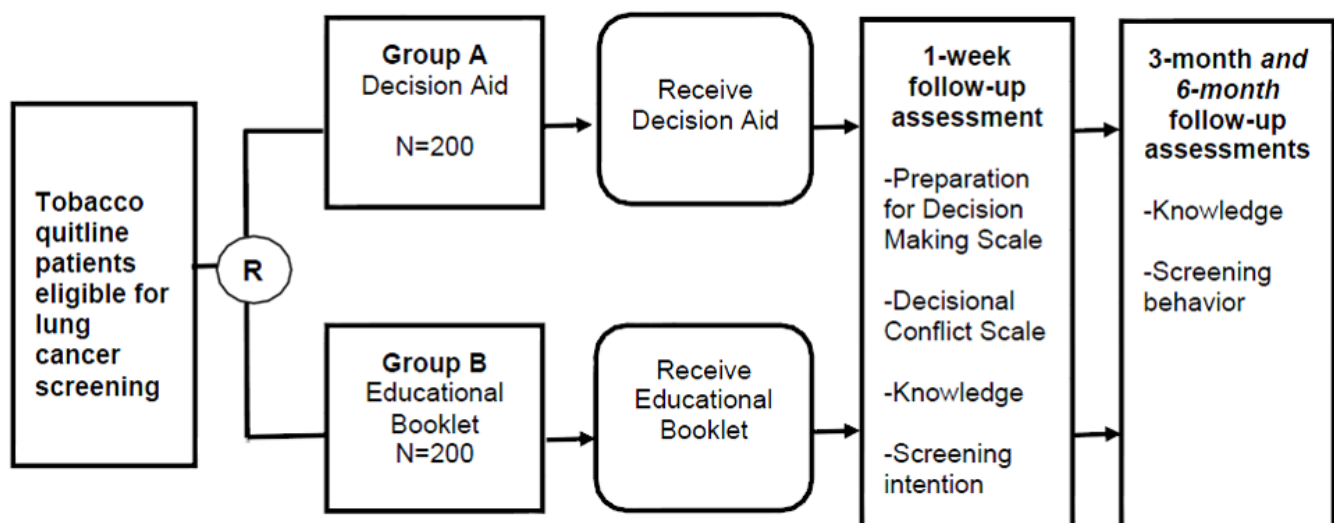 Tobacco
quitline
patients
eligible for
lung
cancer
screening
R
Group A
Decision Aid
N=200
Receive
Decision Aid
Group B
Educational
Booklet
N=200
Receive
Educational
Booklet
1-week
follow-up
assessment
-Preparation
for Decision
Making Scale
-Decisional
Conflict Scale
-Knowledge
-Screening
intention
3-month and
6-month
follow-up
assessments
-Knowledge
-Screening
behavior